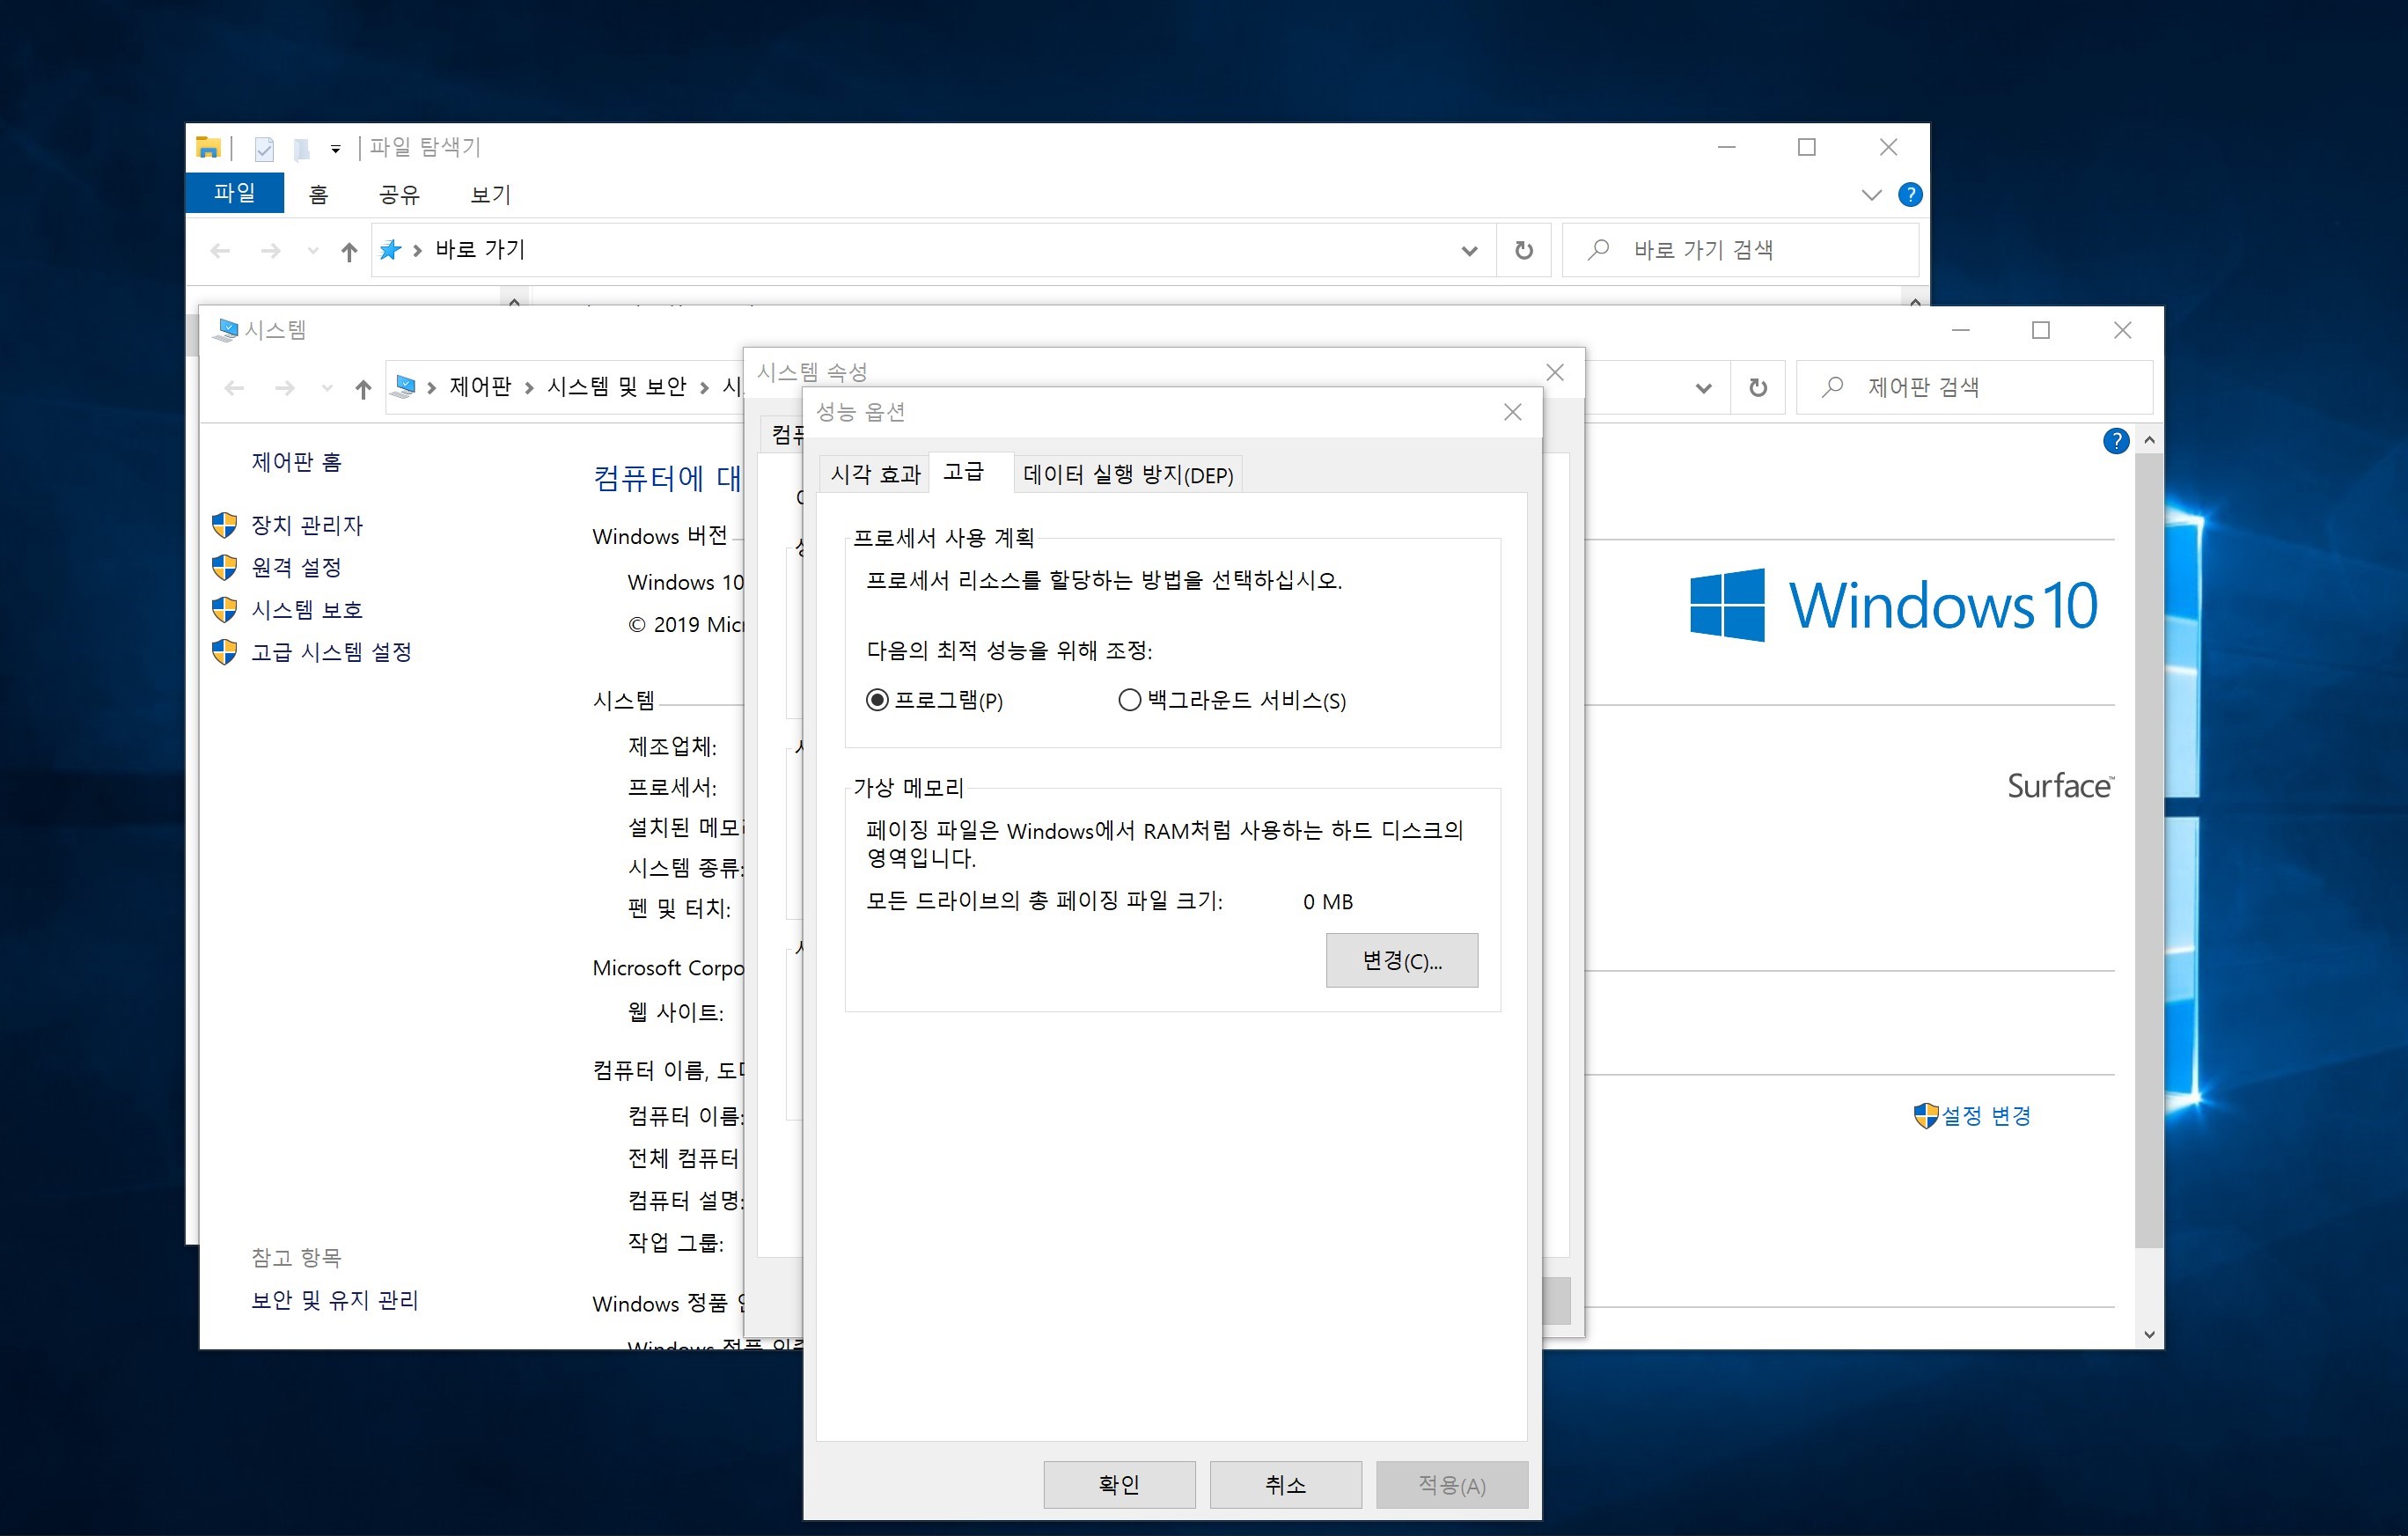 파일 탐색기
파일 홈 공유 보기
바로 가기
바로 가기 검색
시스템
제어판 시스템 및 보안
제어판 검색
제어판 홈
장치 관리자
원격 설정
시스템 보호
고급 시스템 설정
참고 항목
보안 및 유지 관리
컴퓨터에 대
Windows 버전
Windows 10
© 2019
시스템
제조업체:
프로세서:
설치된
시스템 종류:
펜 및 터치:
Microsoft
웹 사이트:
컴퓨터 이름,
컴퓨터 이름:
전체 컴퓨터
컴퓨터 설명:
작업 그룹:
Windows 정품
Windows 정품
Windows 10
Surface™
설정 변경
시스템 속성
성능 옵션
시각 효과 고급 데이터 실행 방지(DEP)
프로세서 사용 계획
프로세서 리소스를 할당하는 방법을 선택하십시오.
다음의 최적 성능을 위해 조정:
프로그램(P) 백그라운드 서비스(S)
가상 메모리
페이징 파일은 Windows에서 RAM처럼 사용하는 하드 디스크의
영역입니다.
모든 드라이브의 총 페이징 파일 크기: 0 MB
변경(C)...
확인 취소 적용(A)